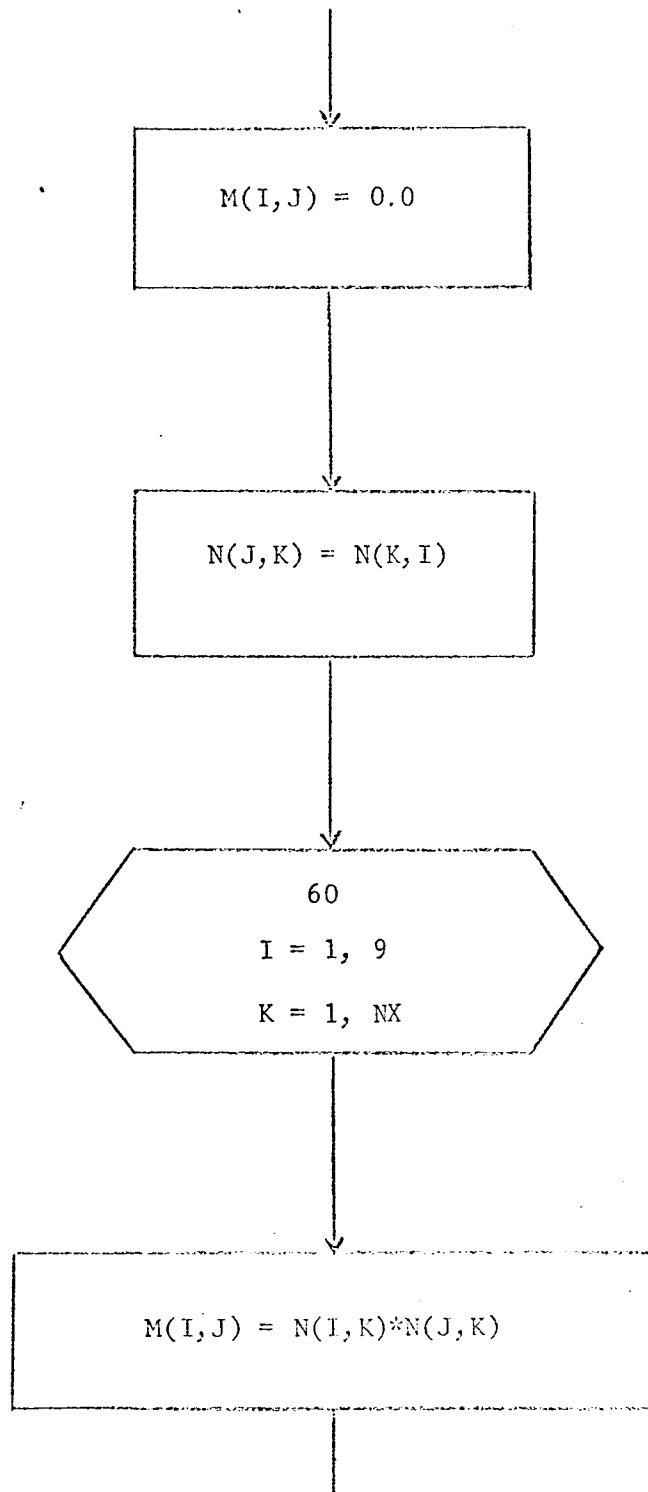 M(I,J) = 0.0
N(J,K) = N(K,I)
60
I = 1, 9
K = 1, NX
M(I,J) = N(I,K)*N(J,K)